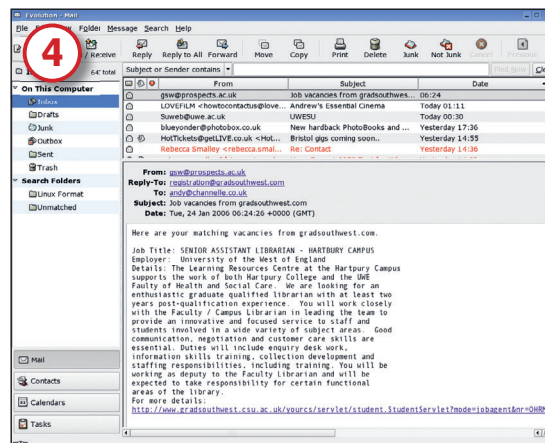 Evolution - Mail
File
Folder Message Search Help
4
/ Receive Reply Reply to All Forward Move Copy Print Delete Junk Not Junk Cancel Previous
64 total Subject or Sender contains Find Now
On This Computer
Inbox
Drafts
Junk
Outbox
Sent
Trash
Search Folders
Linux Format
Unmatched
From Subject Date
gsw@prospects.ac.uk Job vacancies from gradsouthwes... 06:24
LOVEFILM <howtocontactus@love... Andrew's Essential Cinema Today 01:11
Suweb@uwe.ac.uk UWESU Today 00:30
blueyonder@photobox.co.uk New hardback PhotoBooks and ... Yesterday 17:36
HotTickets@getLIVE.co.uk <Hot... Bristol gigs coming soon.. Yesterday 14:55
Rebecca Smalley <rebecca.smal... Re: Contact Yesterday 14:36
From: gsw@prospects.ac.uk
Reply-To: registration@gradsouthwest.com
To: andy@channelle.co.uk
Subject: Job vacancies from gradsouthwest.com
Date: Tue, 24 Jan 2006 06:24:26 +0000 (GMT)
Here are your matching vacancies from gradsouthwest.com.
Job Title: SENIOR ASSISTANT LIBRARIAN - HARTBURY CAMPUS
Employer: University of the West of England
Details: The Learning Resources Centre at the Hartpury Campus
supports the work of both Hartpury College and the UWE
Faulty of Health and Social Care. We are looking for an
enthusiastic graduate qualified librarian with at least two
years post-qualification experience. You will work closely
with the Faculty / Campus Librarian in leading the team to
provide an innovative and focused service to staff and
students involved in a wide variety of subject areas. Good
communication, negotiation and customer care skills are
essential. Duties will include enquiry desk work,
information skills training, collection development and
staffing responsibilities, including training. You will be
working as deputy to the Faculty Librarian and will be
expected to take responsibility for certain functional
areas of the library.
For more details:
http://www.gradsouthwest.csu.ac.uk/yourcs/servlet/student.StudentServlet?mode=jobagent&nr=OHRN
Mail
Contacts
Calendars
Tasks